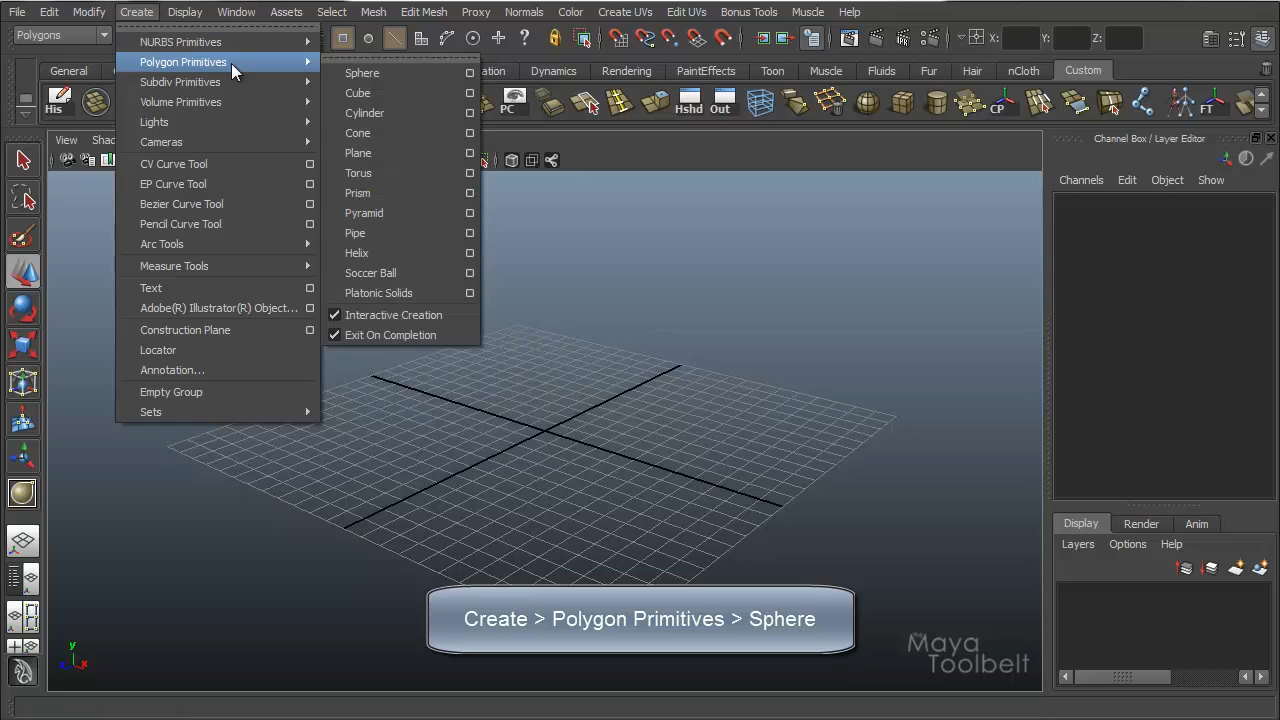 File Edit Modify Create Display Window Assets Select Mesh Edit Mesh Proxy Normals Color Create UVs Edit UVs Bonus Tools Muscle Help
Polygons
X: Y: Z:
General
Dynamics Rendering PaintEffects Toon Muscle Fluids Fur Hair nCloth Custom
His
PC Hshd Out CP FT
View
NURBS Primitives
Polygon Primitives
Subdiv Primitives
Volume Primitives
Lights
Cameras
CV Curve Tool
EP Curve Tool
Bezier Curve Tool
Pencil Curve Tool
Arc Tools
Measure Tools
Text
Adobe(R) Illustrator(R) Object...
Construction Plane
Locator
Annotation...
Empty Group
Sets
Sphere
Cube
Cylinder
Cone
Plane
Torus
Prism
Pyramid
Pipe
Helix
Soccer Ball
Platonic Solids
Interactive Creation
Exit On Completion
Channel Box / Layer Editor
Channels Edit Object Show
Display Render Anim
Layers Options Help
Create > Polygon Primitives > Sphere
Maya
Toolbelt
y
x